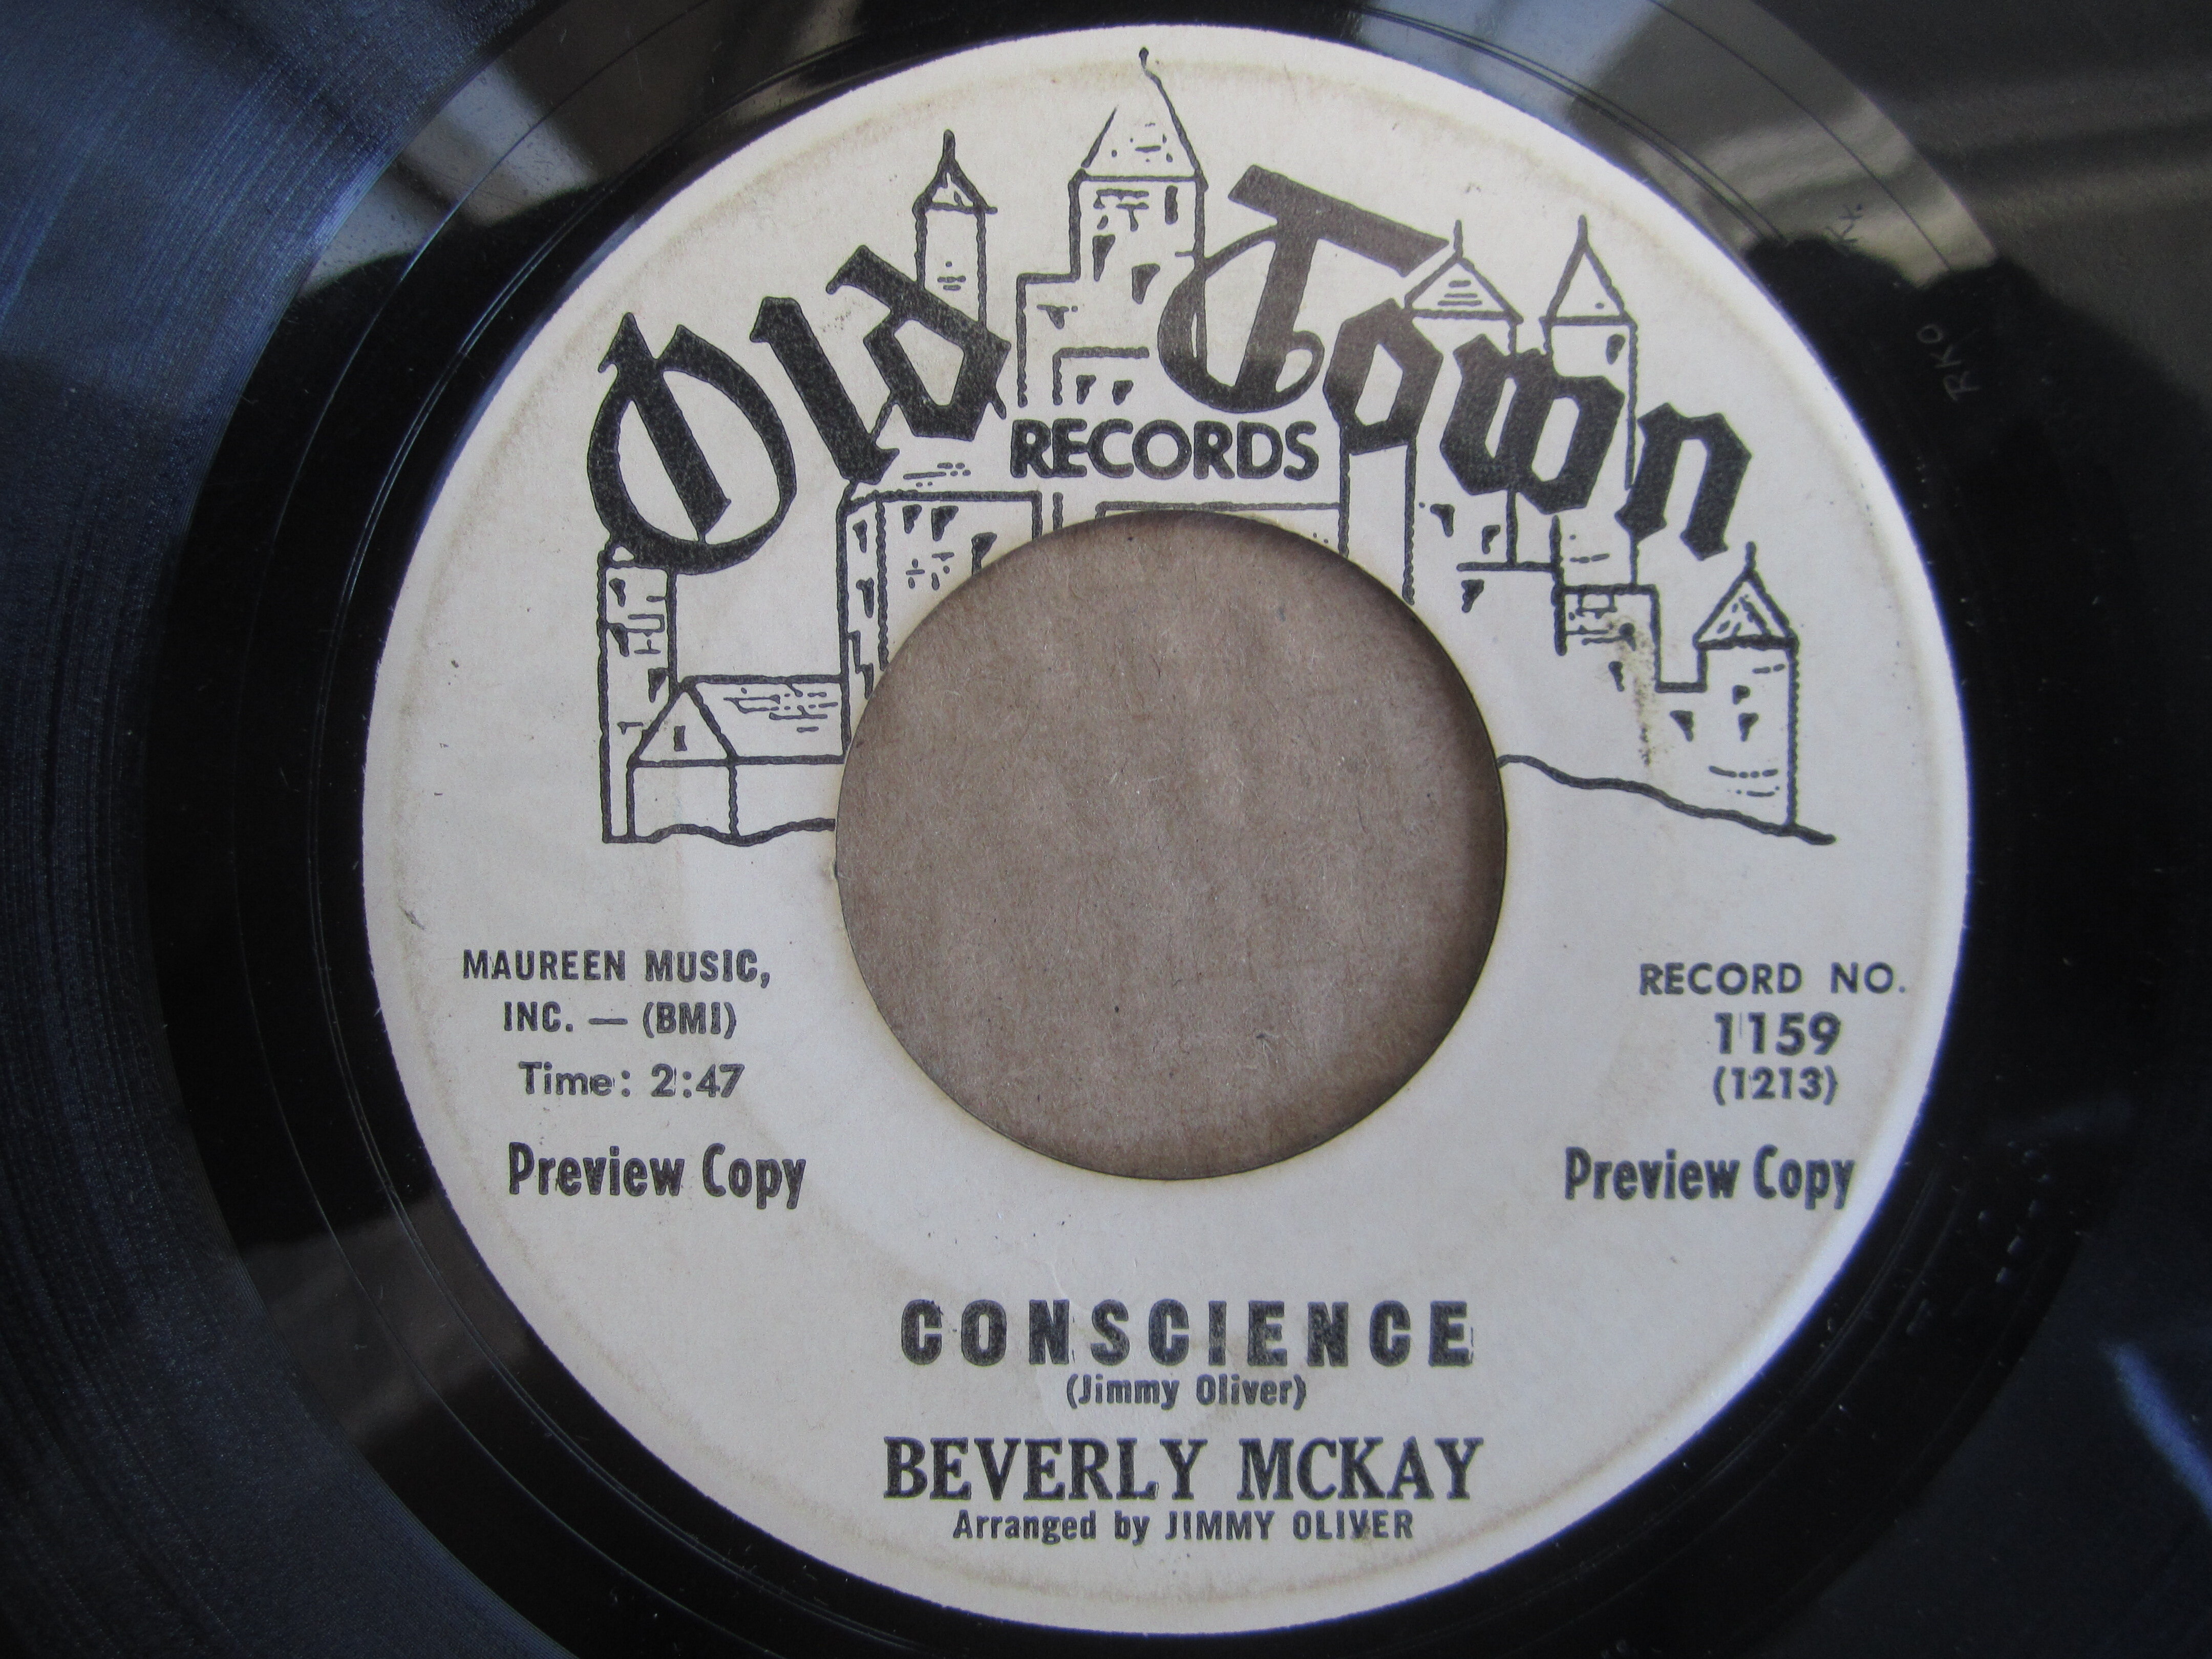 Old Town
RECORDS
MAUREEN MUSIC,
INC. — (BMI)
Time: 2:47
Preview Copy
RECORD NO.
1159
(1213)
Preview Copy
CONSCIENCE
(Jimmy Oliver)
BEVERLY MCKAY
Arranged by JIMMY OLIVER
RKO